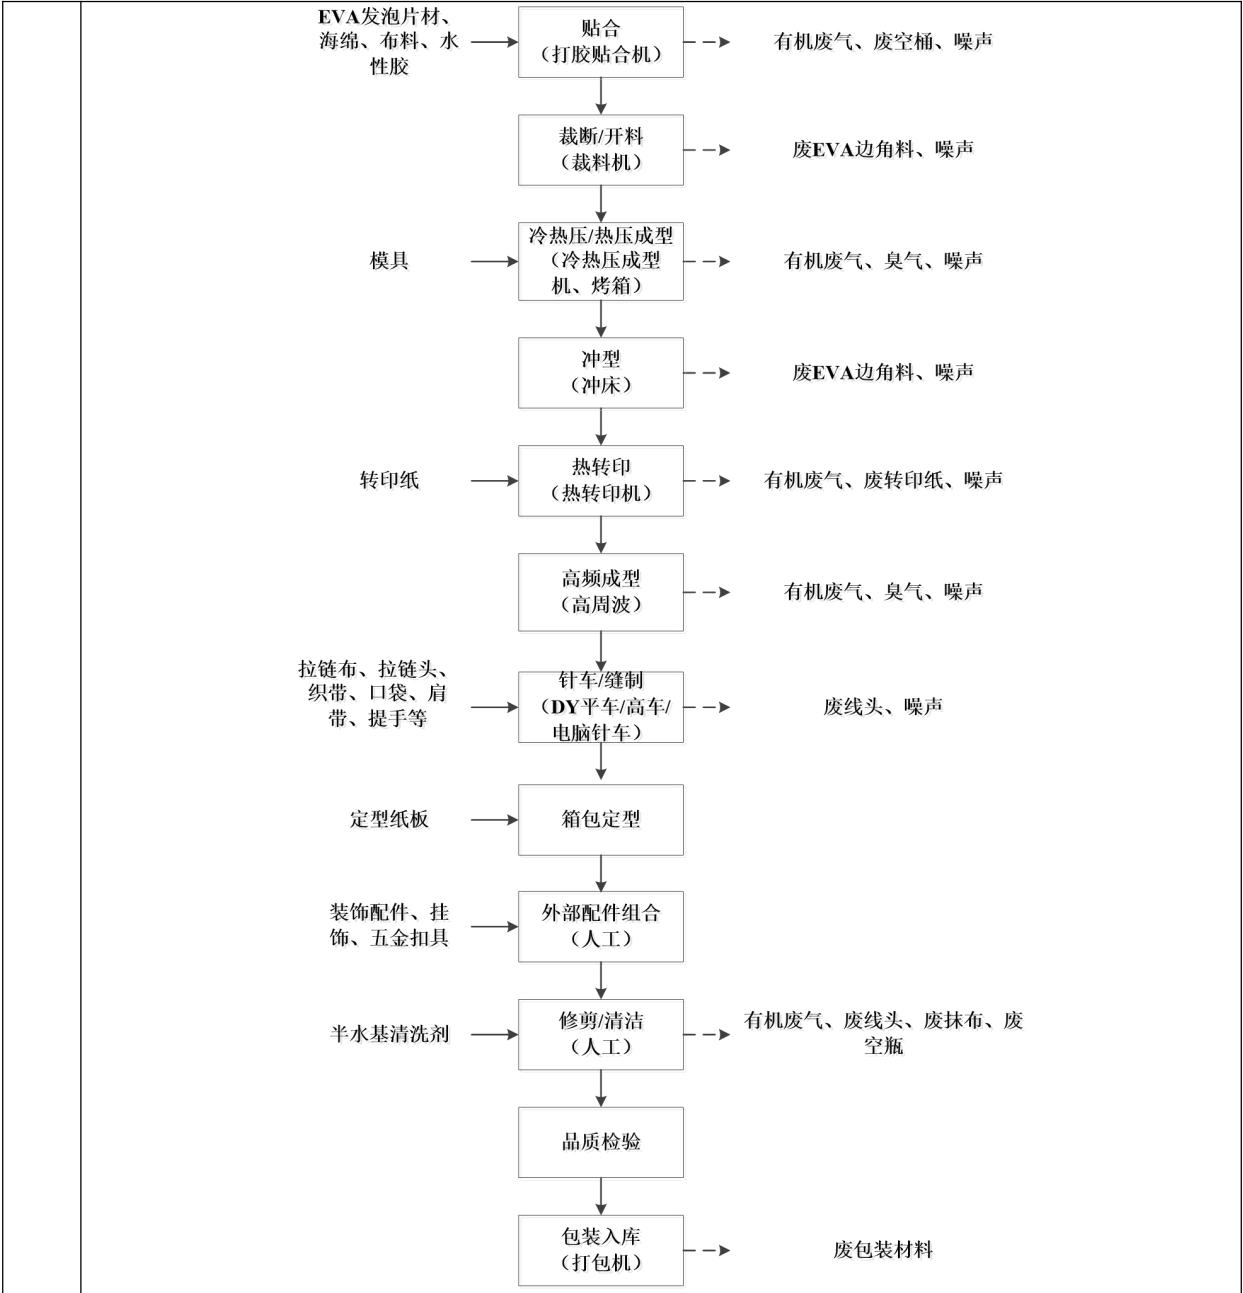 EVA发泡片材、
海绵、布料、水
性胶
贴合
（打胶贴合机）
有机废气、废空桶、噪声
裁断/开料
（裁料机）
废EVA边角料、噪声
模具
冷热压/热压成型
（冷热压成型
机、烤箱）
有机废气、臭气、噪声
冲型
（冲床）
废EVA边角料、噪声
转印纸
热转印
（热转印机）
有机废气、废转印纸、噪声
高频成型
（高周波）
有机废气、臭气、噪声
拉链布、拉链头、
织带、口袋、肩
带、提手等
针车/缝制
（DY平车/高车/
电脑针车）
废线头、噪声
定型纸板
箱包定型
装饰配件、挂
饰、五金扣具
外部配件组合
（人工）
半水基清洗剂
修剪/清洁
（人工）
有机废气、废线头、废抹布、废
空瓶
品质检验
包装入库
（打包机）
废包装材料